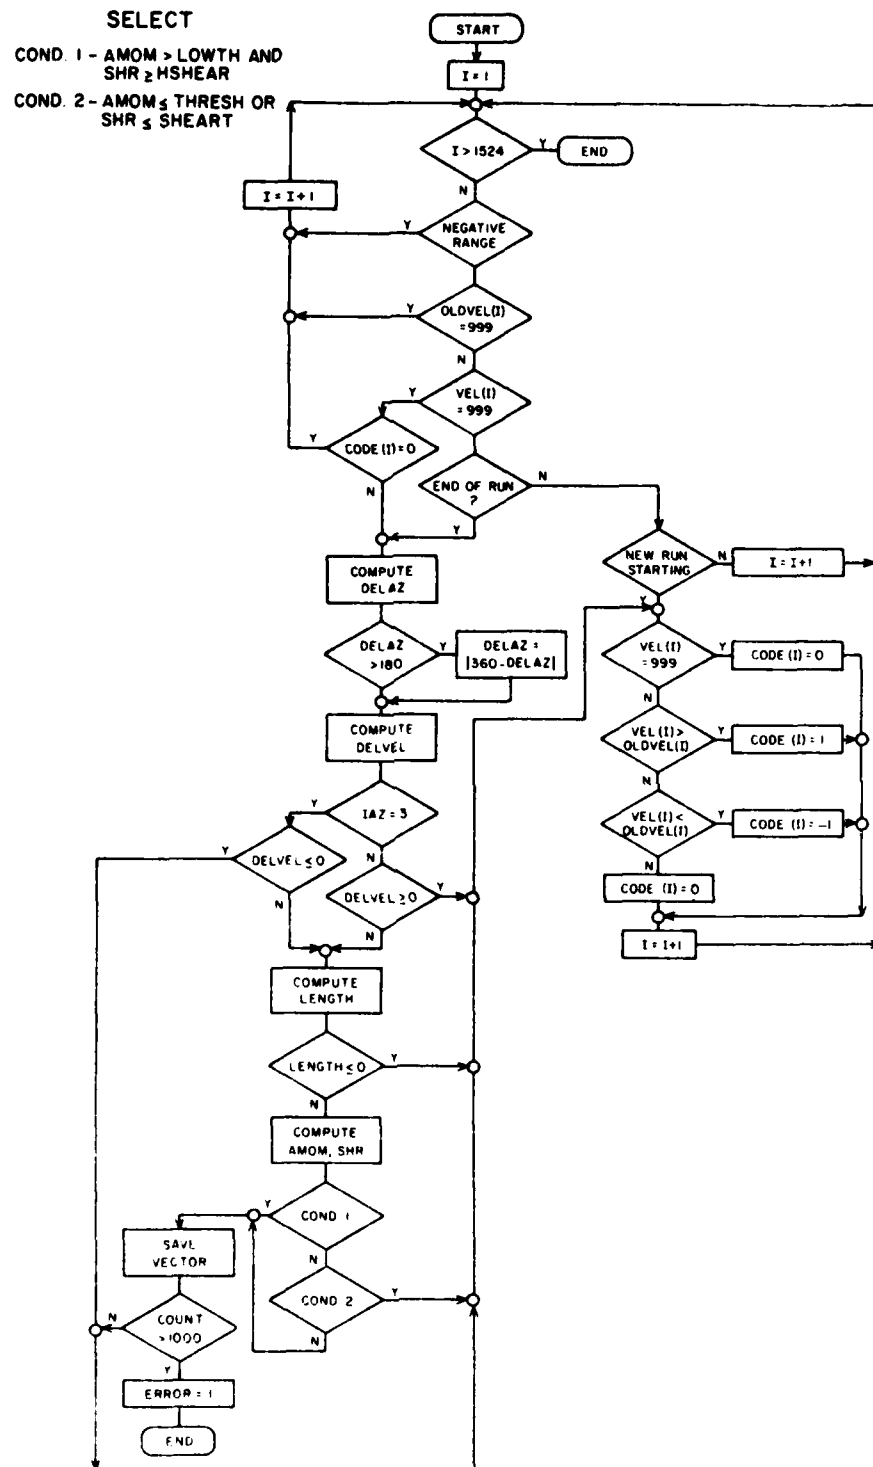 SELECT
COND. 1 - AMOM > LOWTH AND
SHR ≥ HSHEAR
COND. 2 - AMOM ≤ THRESH OR
SHR ≤ SHEART
START
I = 1
I > 1524
Y
END
N
I = I + 1
NEGATIVE
RANGE
Y
OLDVEL(I)
= 999
Y
N
VEL(I)
= 999
Y
CODE (I) = 0
Y
N
END OF RUN
?
N
Y
COMPUTE
DELAZ
NEW RUN
STARTING
N
I = I+1
Y
DELAZ
>180
Y
DELAZ =
|360-DELAZ|
VEL(I)
= 999
Y
CODE (I) = 0
N
COMPUTE
DELVEL
VEL(I)>
OLDVEL(I)
Y
CODE (I) = 1
N
IAZ = 3
Y
N
VEL(I)<
OLDVEL(I)
Y
CODE (I) = -1
N
DELVEL ≤ 0
Y
N
DELVEL ≥ 0
Y
N
CODE (I) = 0
I = I+1
COMPUTE
LENGTH
LENGTH ≤ 0
Y
N
COMPUTE
AMOM, SHR
COND 1
Y
N
SAVE
VECTOR
COND 2
Y
N
COUNT
>1000
N
Y
ERROR = 1
END